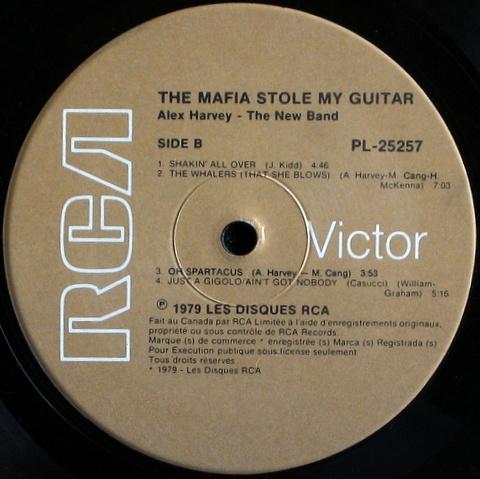 RCA
THE MAFIA STOLE MY GUITAR
Alex Harvey - The New Band
SIDE B PL-25257
1. SHAKIN' ALL OVER (J. Kidd) 4:46
2. THE WHALERS (THAT SHE BLOWS) (A Harvey-M Cang-H.
McKenna) 7:03
Victor
3. OH SPARTACUS (A. Harvey - M. Cang) 3:53
4. JUST A GIGOLO/AIN'T GOT NOBODY (Casucci) (William-
Graham) 5:16
℗ 1979 LES DISQUES RCA
Fait au Canada par RCA Limitée à l'aide d'enregistrements originaux,
propriété ou sous contrôle de RCA Records.
Marque (s) de commerce * enregistrée (s) Marca (s) Registrada (s)
Pour Exécution publique sous license seulement
Tous droits réservés
* 1979 - Les Disques RCA